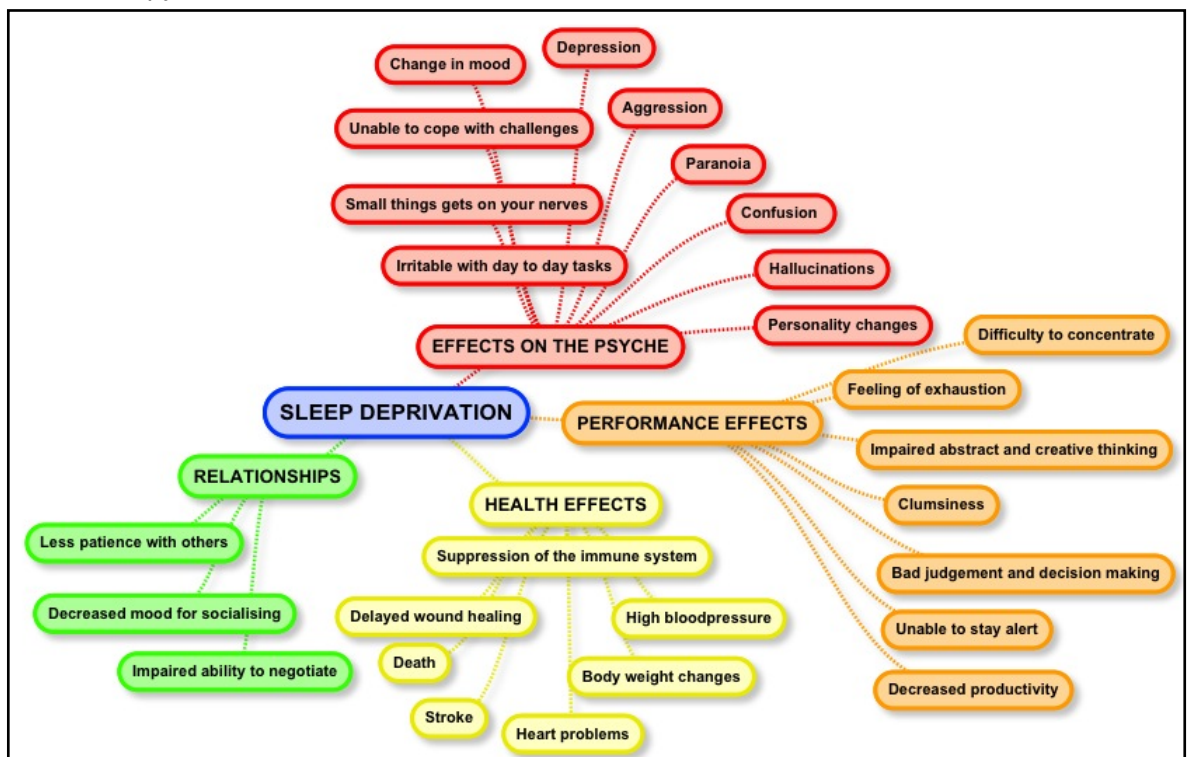 Depression
Change in mood
Aggression
Unable to cope with challenges
Paranoia
Small things gets on your nerves
Confusion
Irritable with day to day tasks
Hallucinations
Personality changes
EFFECTS ON THE PSYCHE
Difficulty to concentrate
Feeling of exhaustion
SLEEP DEPRIVATION
PERFORMANCE EFFECTS
Impaired abstract and creative thinking
RELATIONSHIPS
Clumsiness
HEALTH EFFECTS
Less patience with others
Suppression of the immune system
Bad judgement and decision making
Decreased mood for socialising
Delayed wound healing
High bloodpressure
Unable to stay alert
Impaired ability to negotiate
Death
Body weight changes
Decreased productivity
Stroke
Heart problems